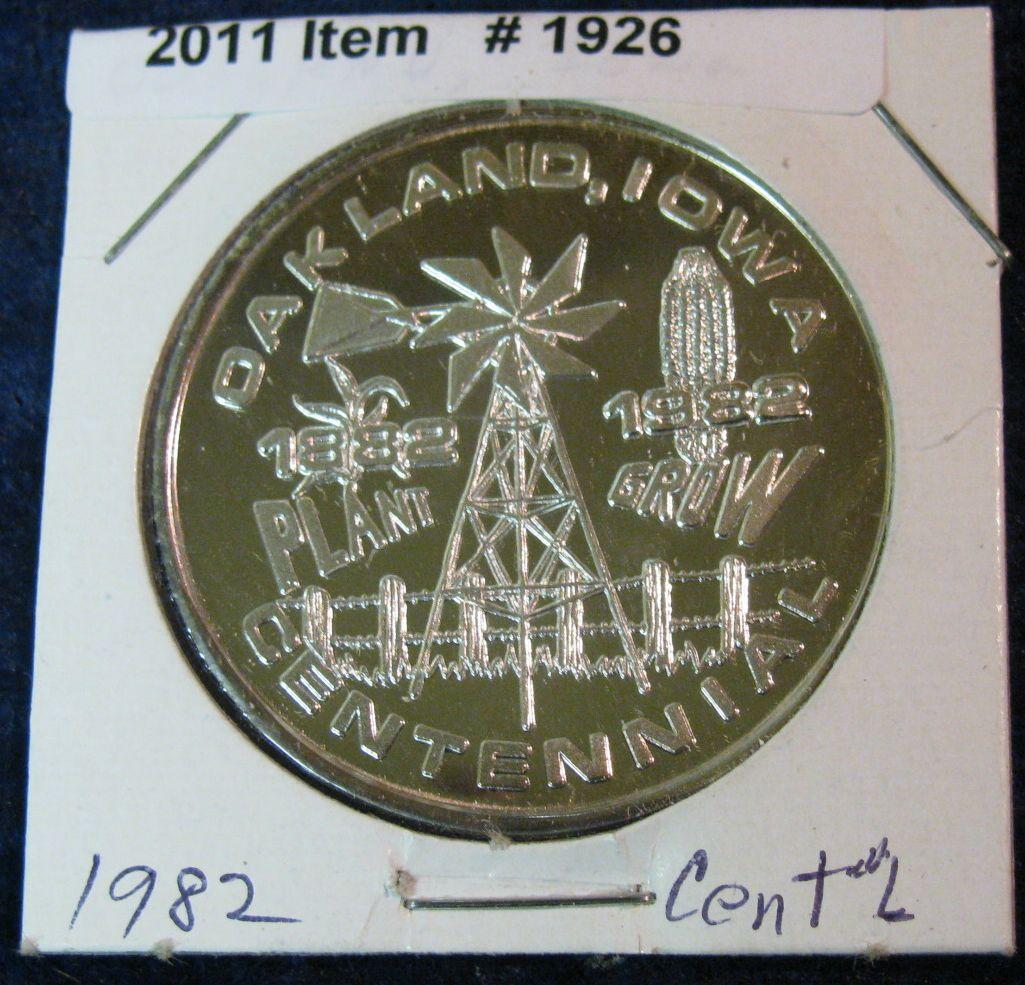 2011 Item # 1926
OAKLAND, IOWA
1882
1982
PLANT
GROW
CENTENNIAL
1982
Cent'l